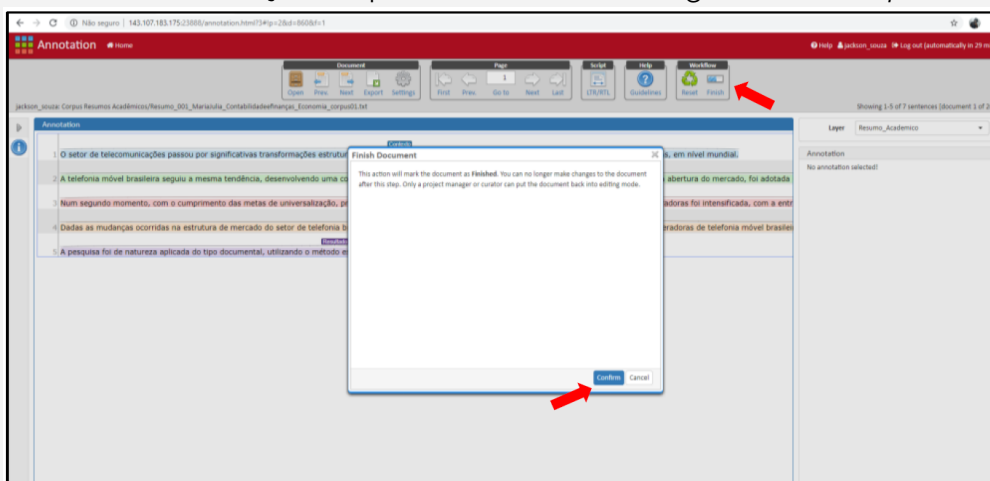 Não seguro | 143.107.183.175:23888/annotation.html?3#!p=28&d=860&f=1
Annotation Home
Help jackson_souza Log out (automatically in 29 m
Document Page Script Help Workflow
1
Open Prev. Next Export Settings First Prev. Go to Next Last LTR/RTL Guidelines Reset Finish
jackson_souza: Corpus Resumos Acadêmicos/Resumo_001_MariaJulia_ContabilidadeeFinanças_Economia_corpus01.txt
Showing 1-5 of 7 sentences [document 1 of 2
Annotation
Layer Resumo_Academico
Contexto
1 O setor de telecomunicações passou por significativas transformações estrutur
s, em nível mundial.
Annotation
No annotation selected!
Finish Document
This action will mark the document as Finished. You can no longer make changes to the document
after this step. Only a project manager or curator can put the document back into editing mode.
2 A telefonia móvel brasileira seguiu a mesma tendência, desenvolvendo uma co
abertura do mercado, foi adotada
3 Num segundo momento, com o cumprimento das metas de universalização, pr
adoras foi intensificada, com a entr
4 Dadas as mudanças ocorridas na estrutura de mercado do setor de telefonia b
eradoras de telefonia móvel brasilei
5 A pesquisa foi de natureza aplicada do tipo documental, utilizando o método e
Confirm Cancel